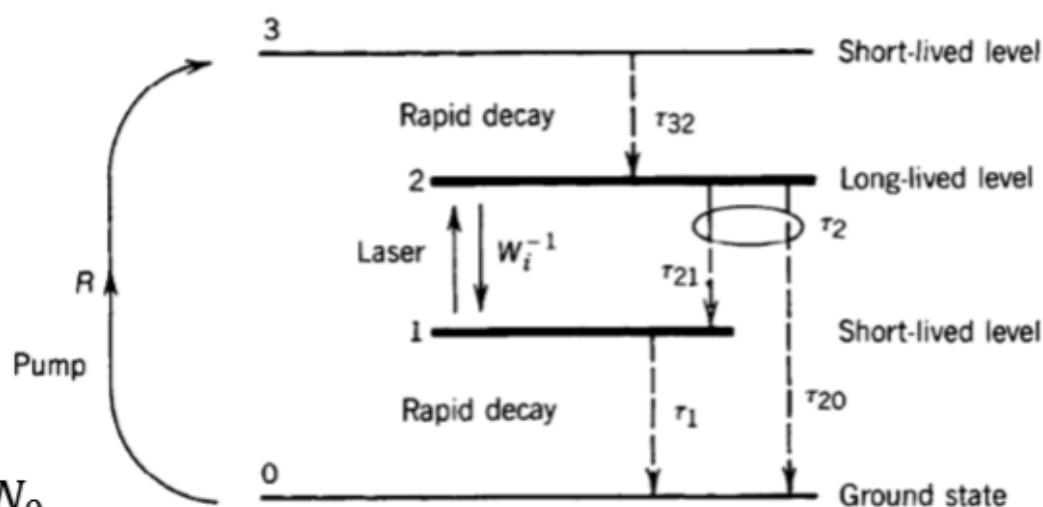 3
Short-lived level
Rapid decay
τ32
2
Long-lived level
τ2
Laser
Wi−1
τ21
R
1
Short-lived level
Pump
Rapid decay
τ1
τ20
0
Ground state